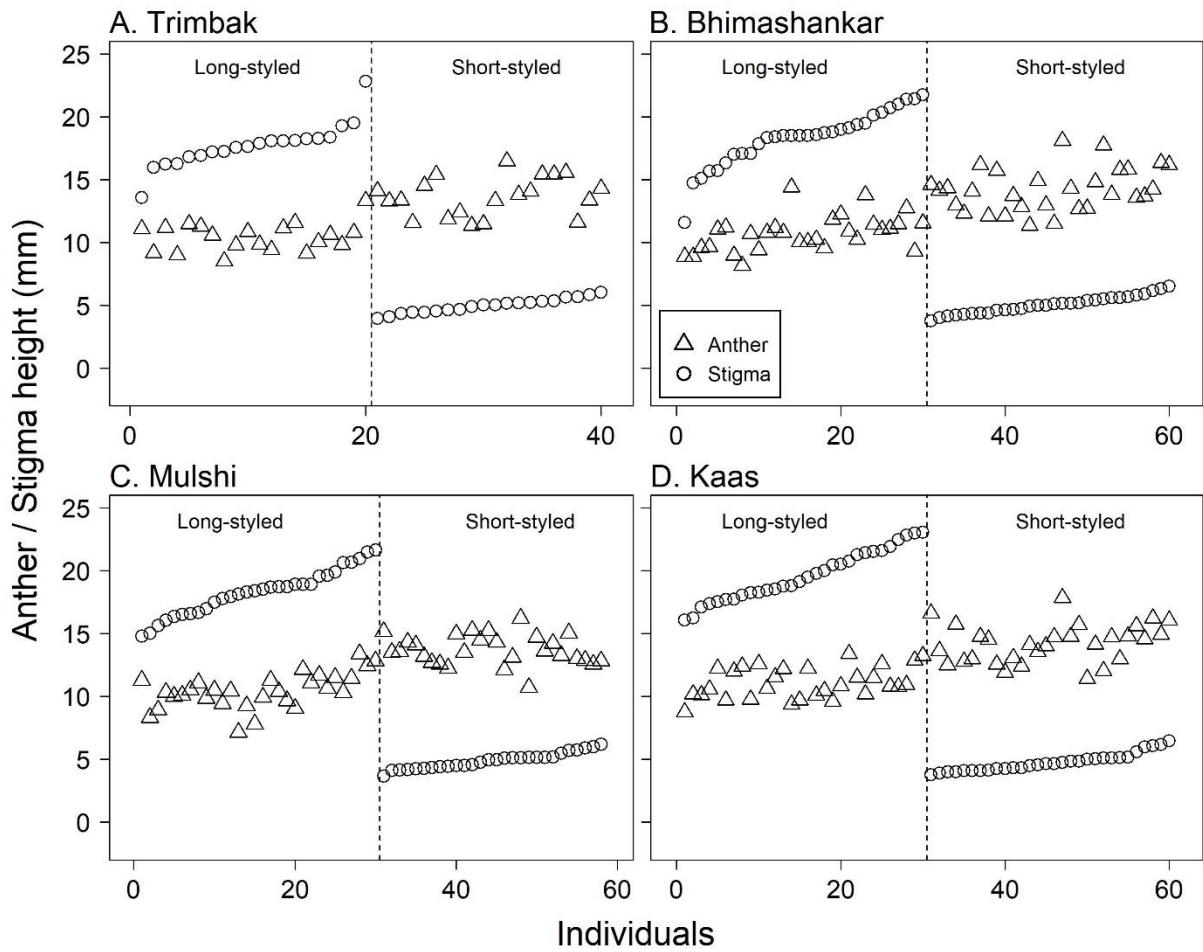 A. Trimbak
B. Bhimashankar
Long-styled
Short-styled
Long-styled
Short-styled
25
20
15
10
5
0
Anther
Stigma
0
20
40
0
20
40
60
C. Mulshi
D. Kaas
Long-styled
Short-styled
Long-styled
Short-styled
25
20
15
10
5
0
0
20
40
60
0
20
40
60
Anther / Stigma height (mm)
Individuals